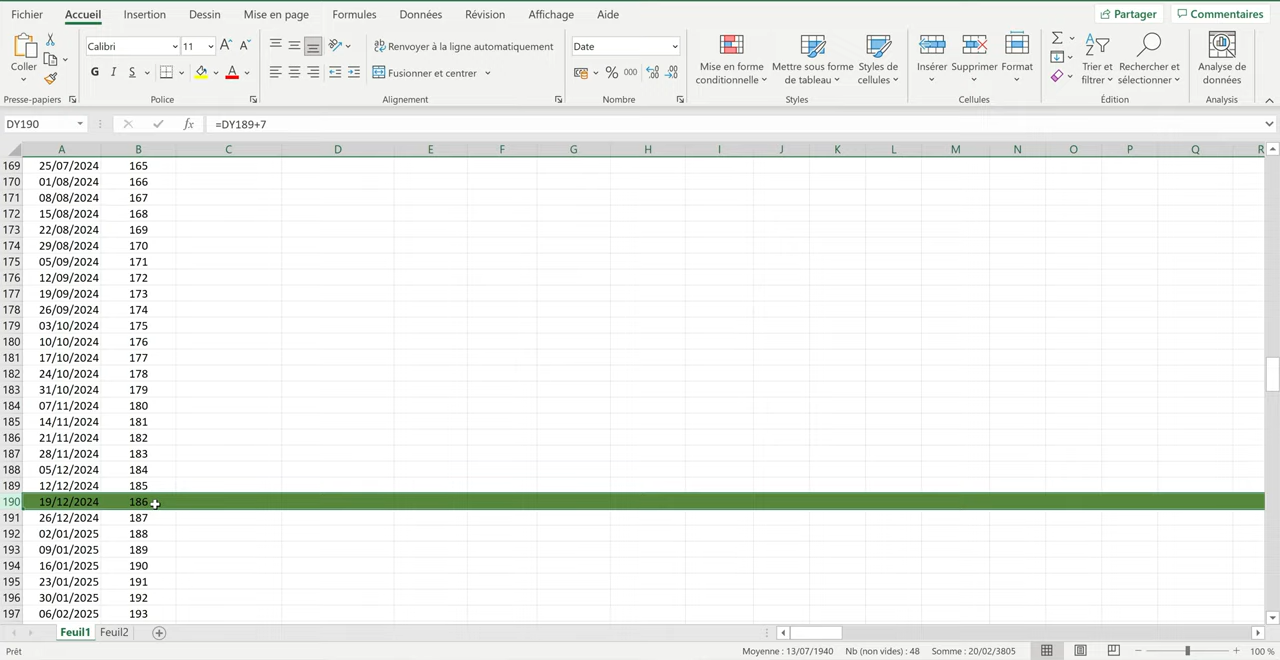 Fichier Accueil Insertion Dessin Mise en page Formules Données Révision Affichage Aide Partager Commentaires
Coller Calibri 11 Renvoyer à la ligne automatiquement Date Mise en forme conditionnelle Mettre sous forme de tableau Styles de cellules Insérer Supprimer Format Trier et filtrer Rechercher et sélectionner Analyse de données
G I S Fusionner et centrer % 000
Presse-papiers Police Alignement Nombre Styles Cellules Édition Analysis
DY190 fx =DY189+7
A B C D E F G H I J K L M N O P Q R
169 25/07/2024 165
170 01/08/2024 166
171 08/08/2024 167
172 15/08/2024 168
173 22/08/2024 169
174 29/08/2024 170
175 05/09/2024 171
176 12/09/2024 172
177 19/09/2024 173
178 26/09/2024 174
179 03/10/2024 175
180 10/10/2024 176
181 17/10/2024 177
182 24/10/2024 178
183 31/10/2024 179
184 07/11/2024 180
185 14/11/2024 181
186 21/11/2024 182
187 28/11/2024 183
188 05/12/2024 184
189 12/12/2024 185
190 19/12/2024 186
191 26/12/2024 187
192 02/01/2025 188
193 09/01/2025 189
194 16/01/2025 190
195 23/01/2025 191
196 30/01/2025 192
197 06/02/2025 193
Feuil1 Feuil2
Prêt Moyenne : 13/07/1940 Nb (non vides) : 48 Somme : 20/02/3805 100 %